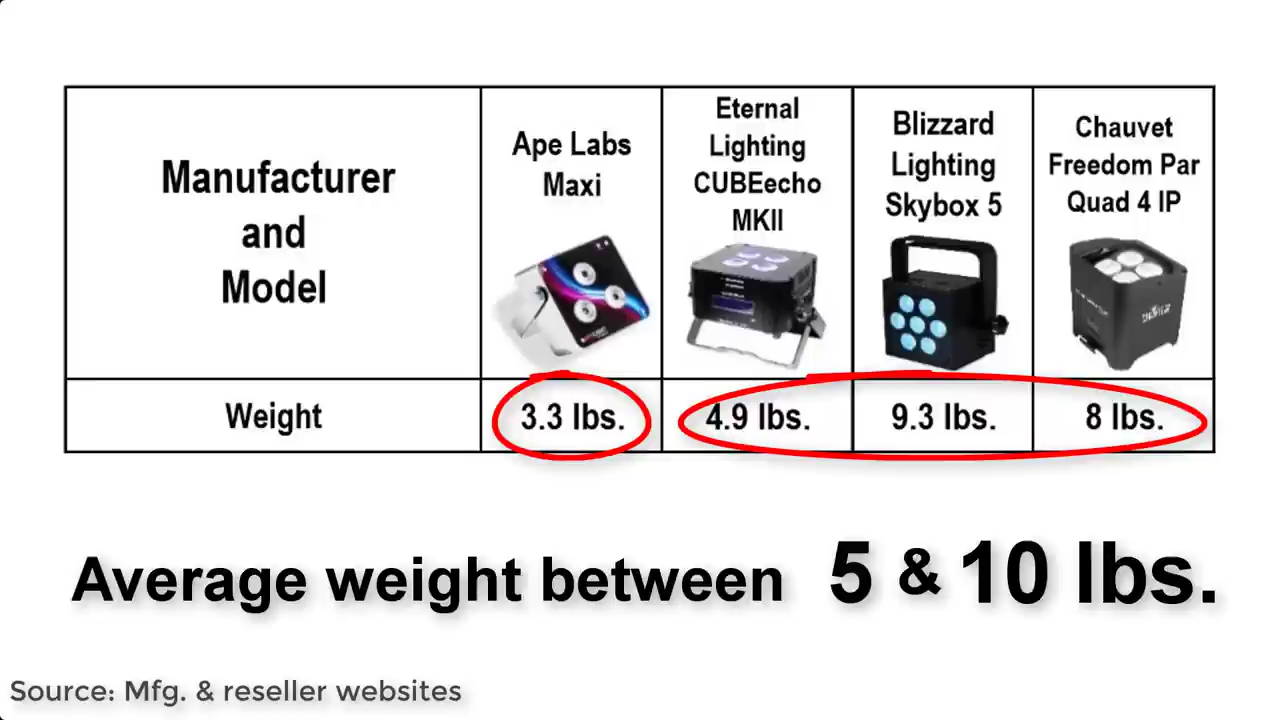 Manufacturer
and
Model
Ape Labs
Maxi
Eternal
Lighting
CUBEecho
MKII
Blizzard
Lighting
Skybox 5
Chauvet
Freedom Par
Quad 4 IP
Weight
3.3 lbs.
4.9 lbs.
9.3 lbs.
8 lbs.
Average weight between 5 & 10 lbs.
Source: Mfg. & reseller websites